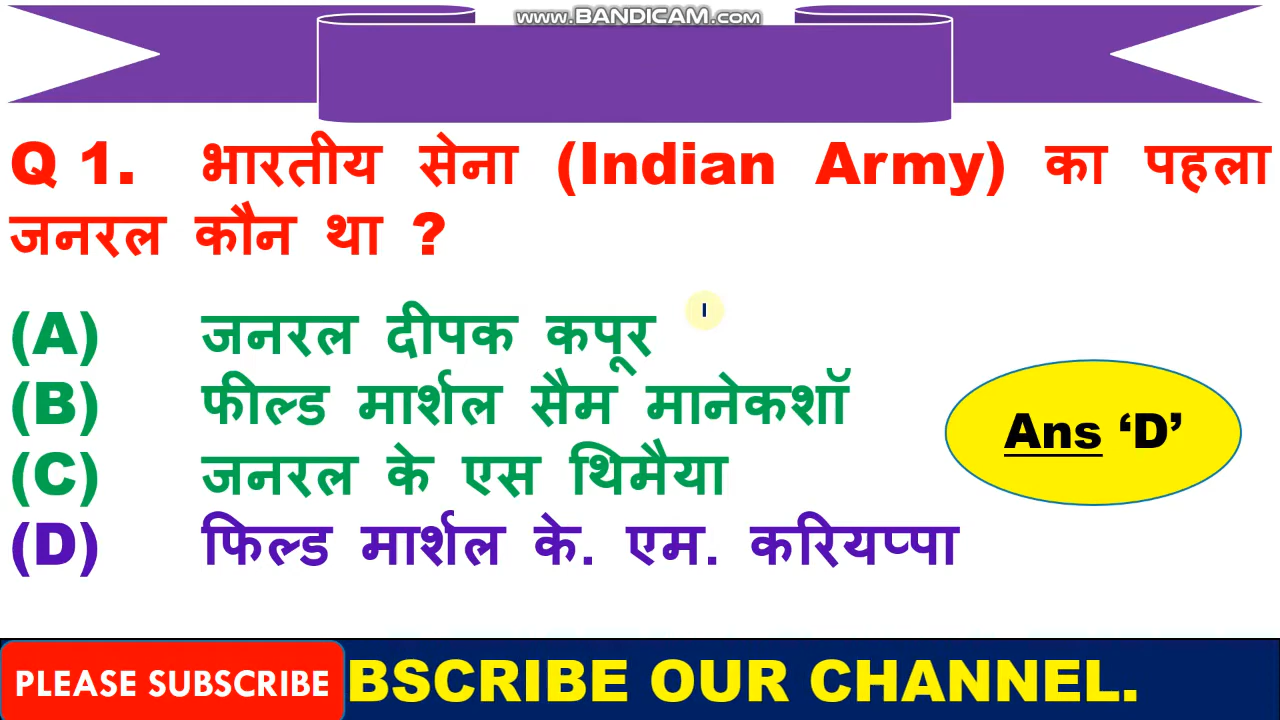 www.BANDICAM.com
Q 1. भारतीय सेना (Indian Army) का पहला
जनरल कौन था ?
(A) जनरल दीपक कपूर
(B) फील्ड मार्शल सैम मानेकशॉ
(C) जनरल के एस थिमैया
(D) फिल्ड मार्शल के. एम. करियप्पा
Ans ‘D’
PLEASE SUBSCRIBE BSCRIBE OUR CHANNEL.